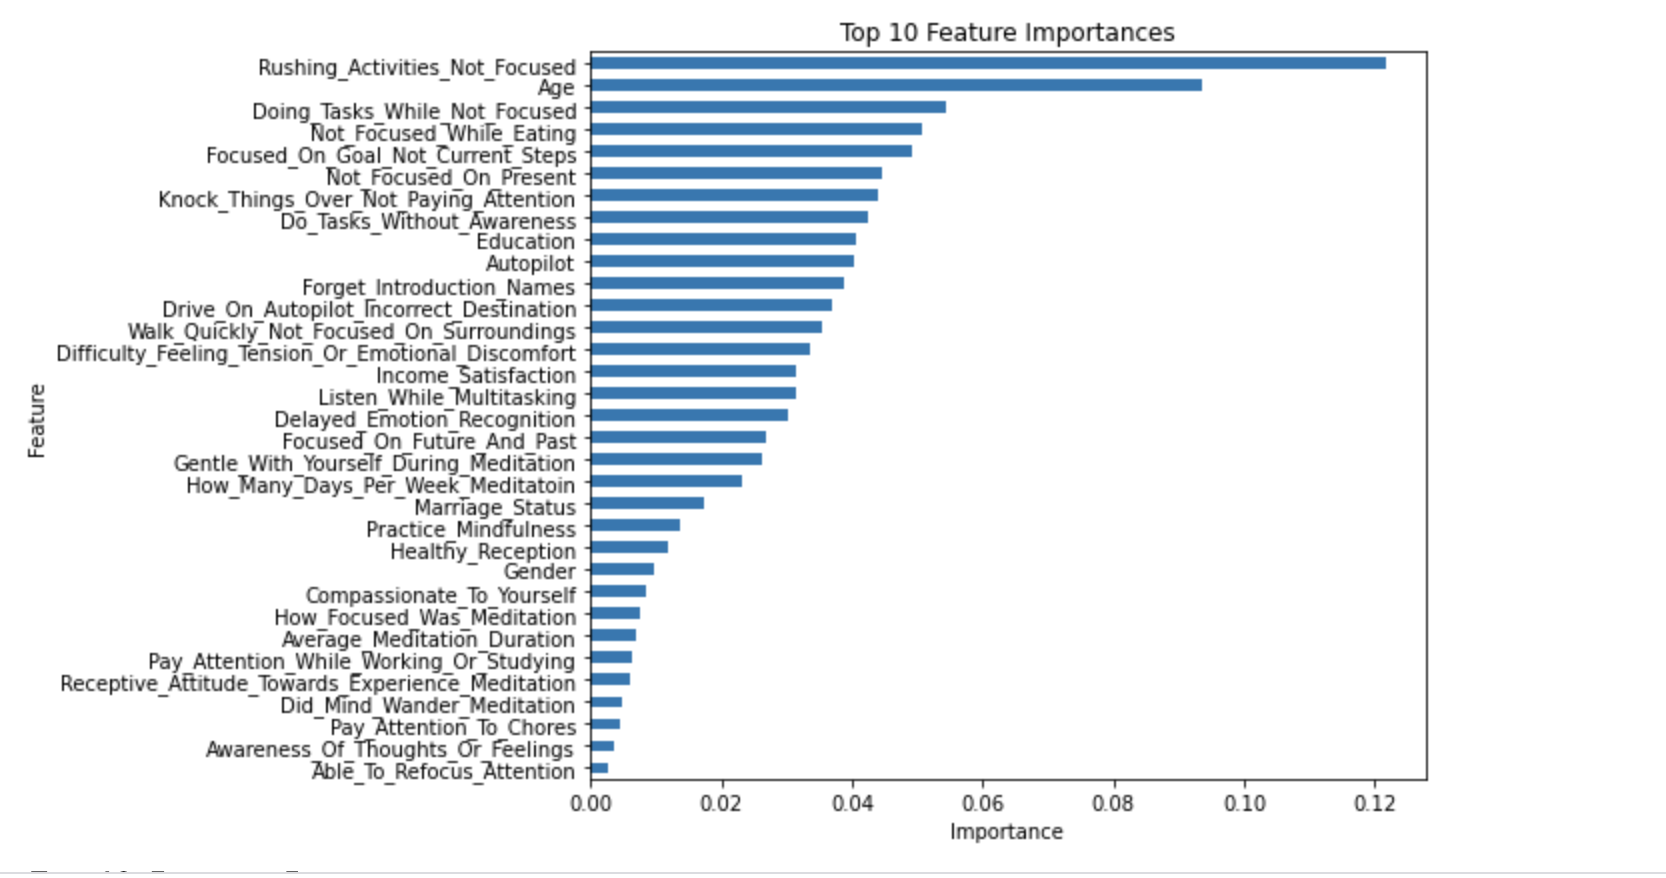 Top 10 Feature Importances
Rushing_Activities_Not_Focused
Age
Doing_Tasks_While_Not_Focused
Not_Focused_While_Eating
Focused_On_Goal_Not_Current_Steps
Not_Focused_On_Present
Knock_Things_Over_Not_Paying_Attention
Do_Tasks_Without_Awareness
Education
Autopilot
Forget_Introduction_Names
Drive_On_Autopilot_Incorrect_Destination
Walk_Quickly_Not_Focused_On_Surroundings
Difficulty_Feeling_Tension_Or_Emotional_Discomfort
Income_Satisfaction
Listen_While_Multitasking
Delayed_Emotion_Recognition
Focused_On_Future_And_Past
Gentle_With_Yourself_During_Meditation
How_Many_Days_Per_Week_Meditatoin
Marriage_Status
Practice_Mindfulness
Healthy_Reception
Gender
Compassionate_To_Yourself
How_Focused_Was_Meditation
Average_Meditation_Duration
Pay_Attention_While_Working_Or_Studying
Receptive_Attitude_Towards_Experience_Meditation
Did_Mind_Wander_Meditation
Pay_Attention_To_Chores
Awareness_Of_Thoughts_Or_Feelings
Able_To_Refocus_Attention
Feature
0.00 0.02 0.04 0.06 0.08 0.10 0.12
Importance